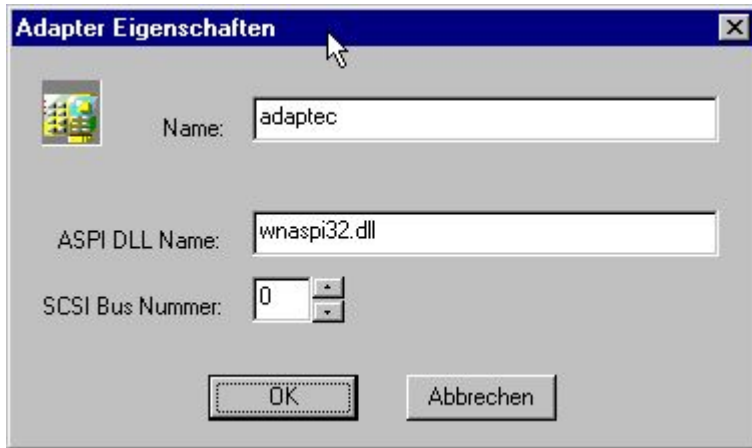 Adapter Eigenschaften
Name: adaptec
ASPI DLL Name: wnaspi32.dll
SCSI Bus Nummer: 0
OK Abbrechen